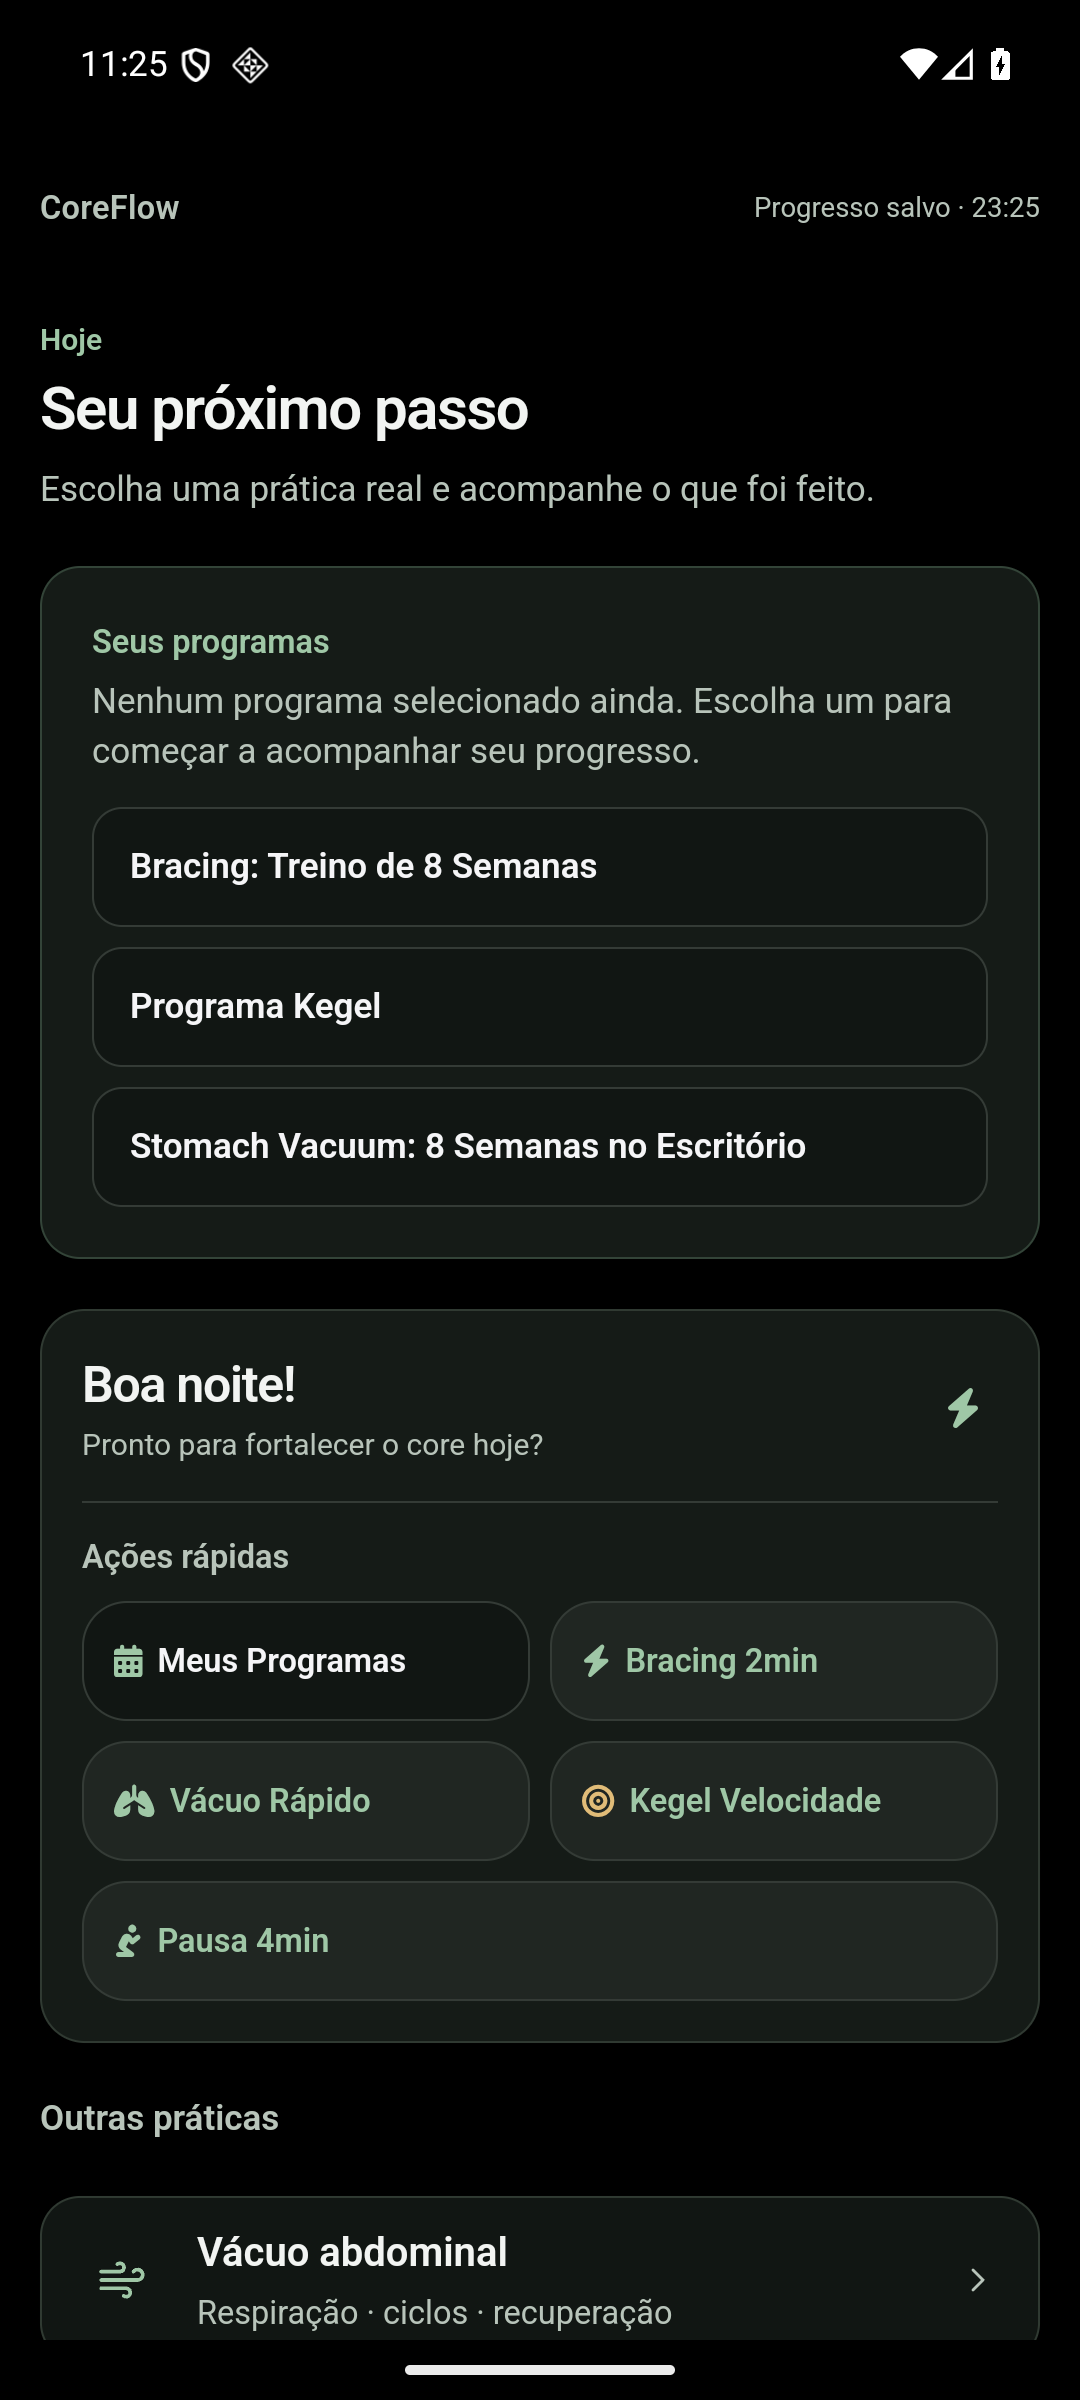 11:25
CoreFlow
Progresso salvo · 23:25
Hoje
Seu próximo passo
Escolha uma prática real e acompanhe o que foi feito.
Seus programas
Nenhum programa selecionado ainda. Escolha um para
começar a acompanhar seu progresso.
Bracing: Treino de 8 Semanas
Programa Kegel
Stomach Vacuum: 8 Semanas no Escritório
Boa noite!
Pronto para fortalecer o core hoje?
Ações rápidas
Meus Programas
Bracing 2min
Vácuo Rápido
Kegel Velocidade
Pausa 4min
Outras práticas
Vácuo abdominal
Respiração · ciclos · recuperação